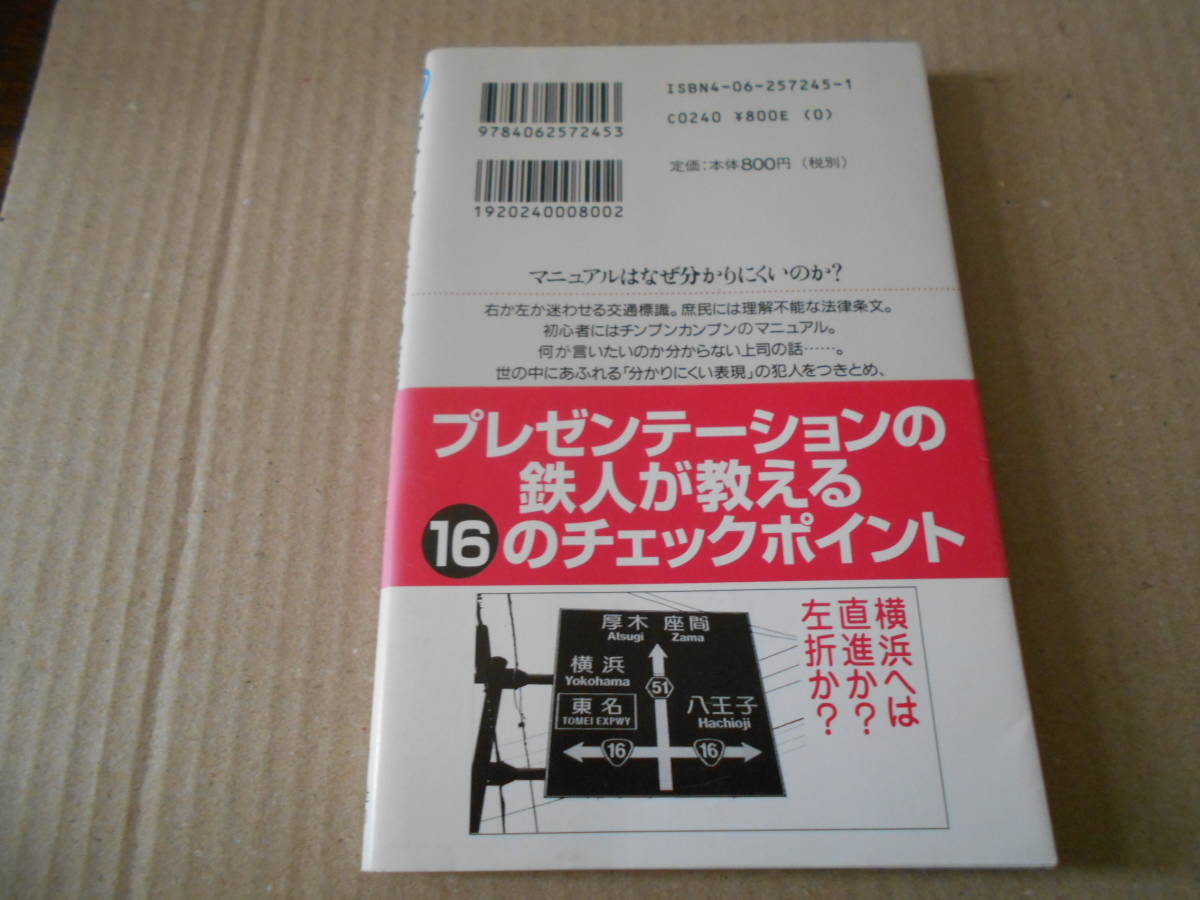 9784062572453
ISBN4-06-257245-1
C0240 ¥800E (0)
定価:本体800円(税別)
1920240008002
マニュアルはなぜ分かりにくいのか?
右か左か迷わせる交通標識。庶民には理解不能な法律条文。
初心者にはチンプンカンプンのマニュアル。
何が言いたいのか分からない上司の話……。
世の中にあふれる「分かりにくい表現」の犯人をつきとめ、
プレゼンテーションの
鉄人が教える
16のチェックポイント
横浜へは
直進か?
左折か?
厚木 座間
Atsugi Zama
横浜
Yokohama
51
東名
TOMEI EXPWY
八王子
Hachioji
16
16